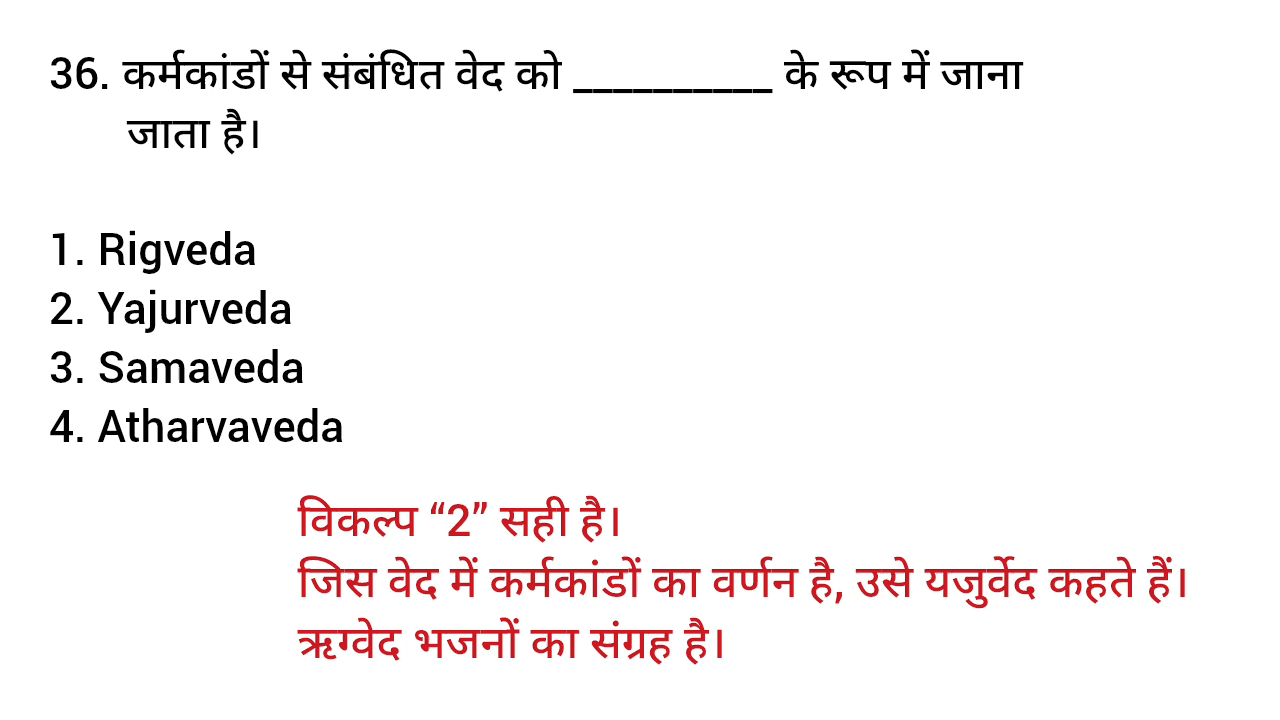 36. कर्मकांडों से संबंधित वेद को __________ के रूप में जाना
जाता है।
1. Rigveda
2. Yajurveda
3. Samaveda
4. Atharvaveda
विकल्प “2” सही है।
जिस वेद में कर्मकांडों का वर्णन है, उसे यजुर्वेद कहते हैं।
ऋग्वेद भजनों का संग्रह है।